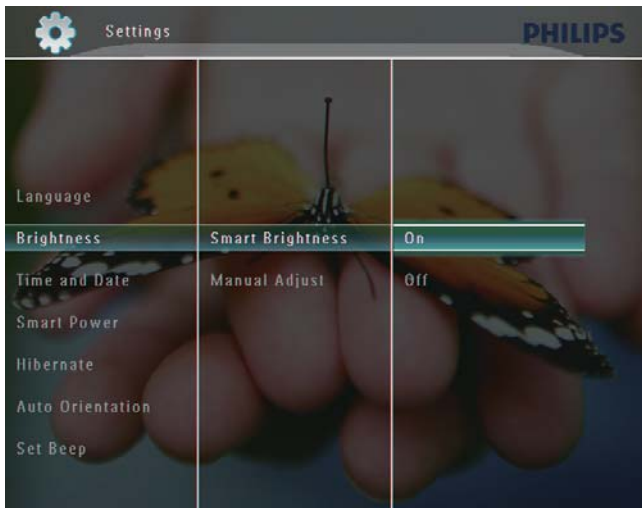 Settings
PHILIPS
Language
Brightness
Smart Brightness
On
Time and Date
Manual Adjust
Off
Smart Power
Hibernate
Auto Orientation
Set Beep